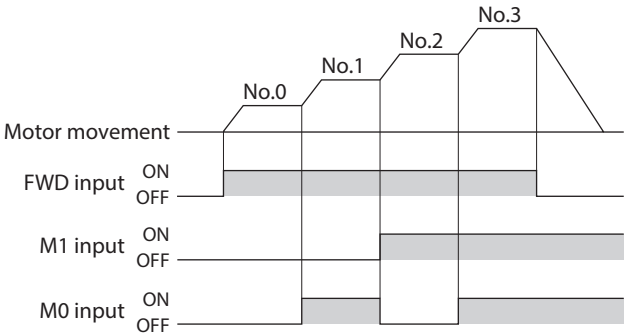 No.3
No.2
No.1
No.0
Motor movement
FWD input ON
OFF
M1 input ON
OFF
M0 input ON
OFF